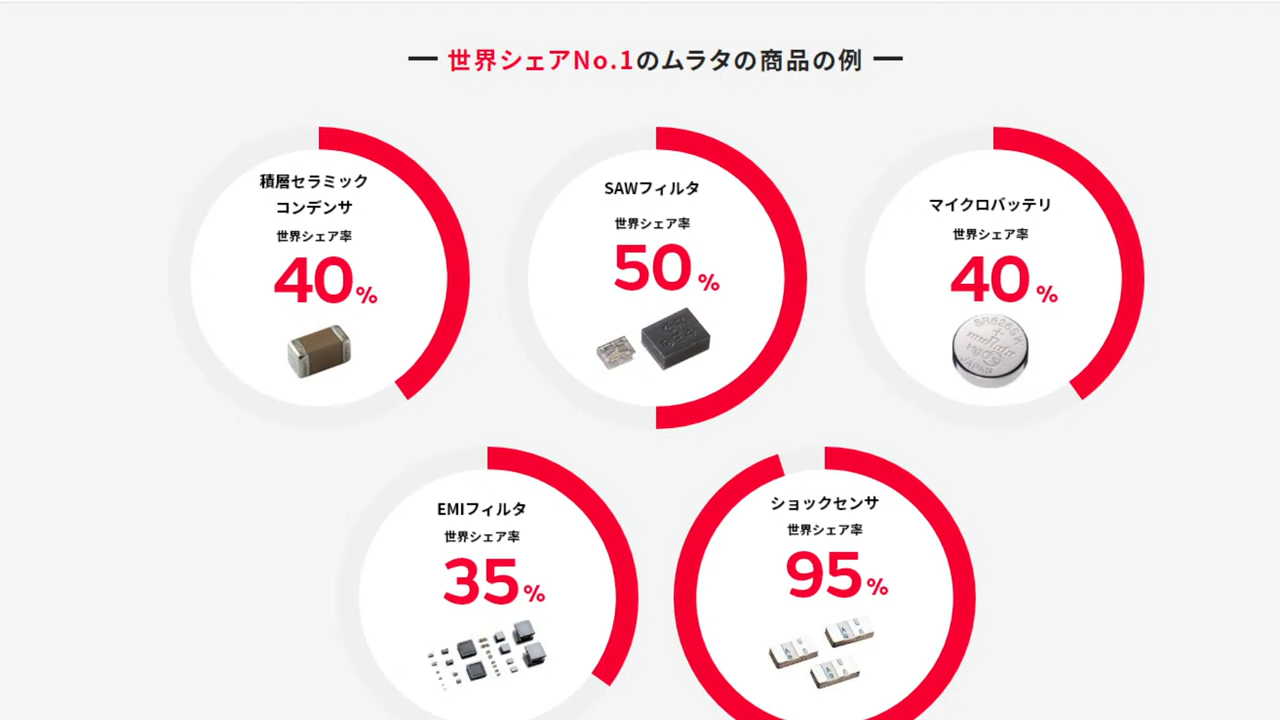 世界シェアNo.1のムラタの商品の例
積層セラミック
コンデンサ
世界シェア率
40%
SAWフィルタ
世界シェア率
50%
マイクロバッテリ
世界シェア率
40%
SR626SW
+
muRata
JAPAN
EMIフィルタ
世界シェア率
35%
ショックセンサ
世界シェア率
95%